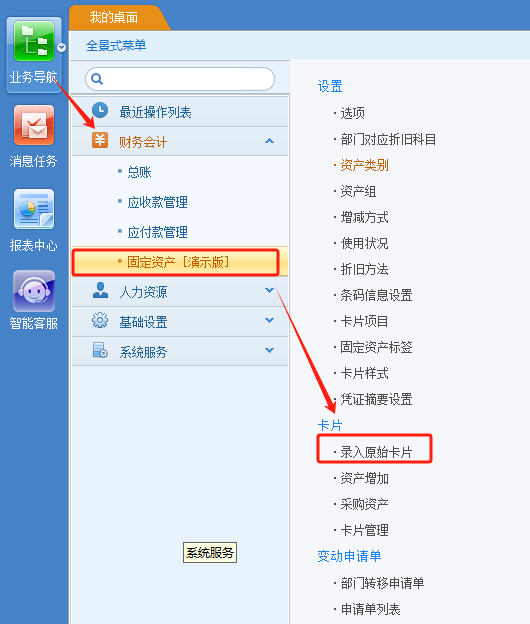 我的桌面
业务导航
消息任务
报表中心
智能客服
全景式菜单
最近操作列表
财务会计
总账
应收款管理
应付款管理
固定资产［演示版］
人力资源
基础设置
系统服务
系统服务
设置
选项
部门对应折旧科目
资产类别
资产组
增减方式
使用状况
折旧方法
条码信息设置
卡片项目
固定资产标签
卡片样式
凭证摘要设置
卡片
录入原始卡片
资产增加
采购资产
卡片管理
变动申请单
部门转移申请单
申请单列表